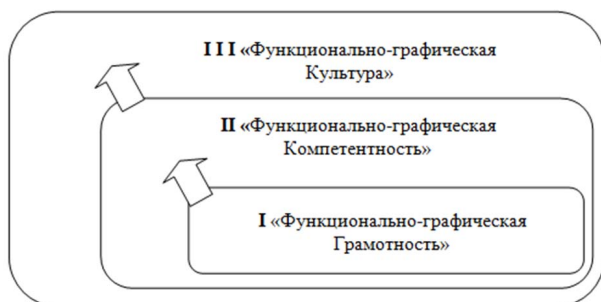 I I I «Функционально-графическая
Культура»
II «Функционально-графическая
Компетентность»
I «Функционально-графическая
Грамотность»